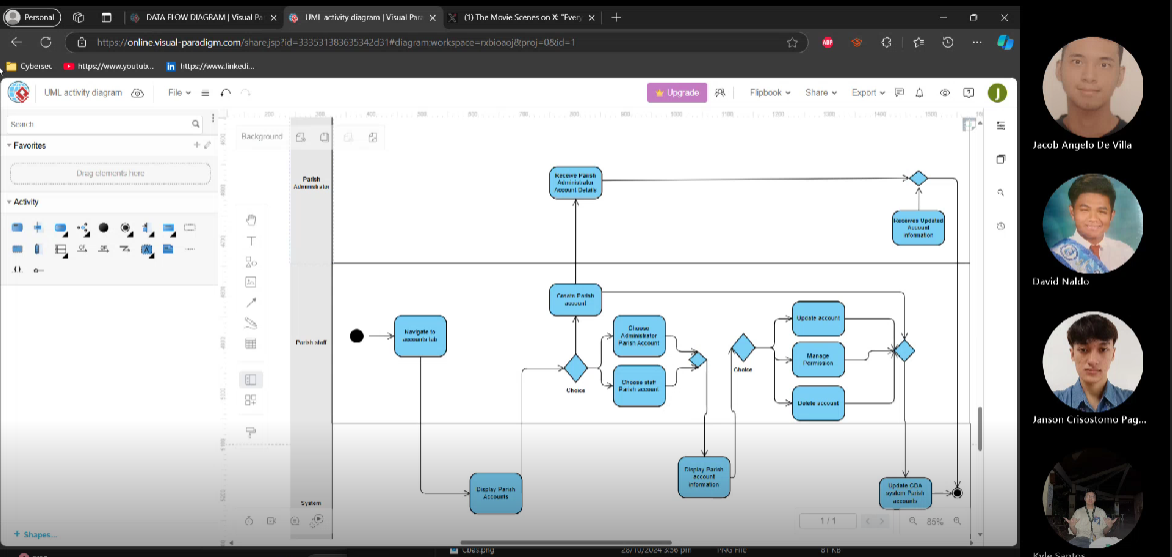 Personal
DATA FLOW DIAGRAM | Visual Pa
UML activity diagram | Visual Para
(1) The Movie Scenes on X: "Every
https://online.visual-paradigm.com/share.jsp?id=333531383635342d31#diagram:workspace=rxbioaoj&proj=0&id=1
Cybersec
https://www.youtub...
https://www.linkedi...
UML activity diagram
File
Upgrade
Flipbook
Share
Export
J
Search
Favorites
Drag elements here
Activity
Shapes...
Background
Parish
Administrator
Receive Parish
Administrator
Account Details
Receives Updated
Account
Information
Parish staff
Navigate to
accounts tab
Create Parish
account
Choice
Choose
Administrator
Parish Account
Choose staff
Parish account
Choice
Update account
Manage
Permission
Delete account
System
Display Parish
Accounts
Display Parish
account
information
Update CDA
system Parish
accounts
1 / 1
85%
PNG File
Jacob Angelo De Villa
David Naldo
Janson Crisostomo Pag...
Kyle Santos